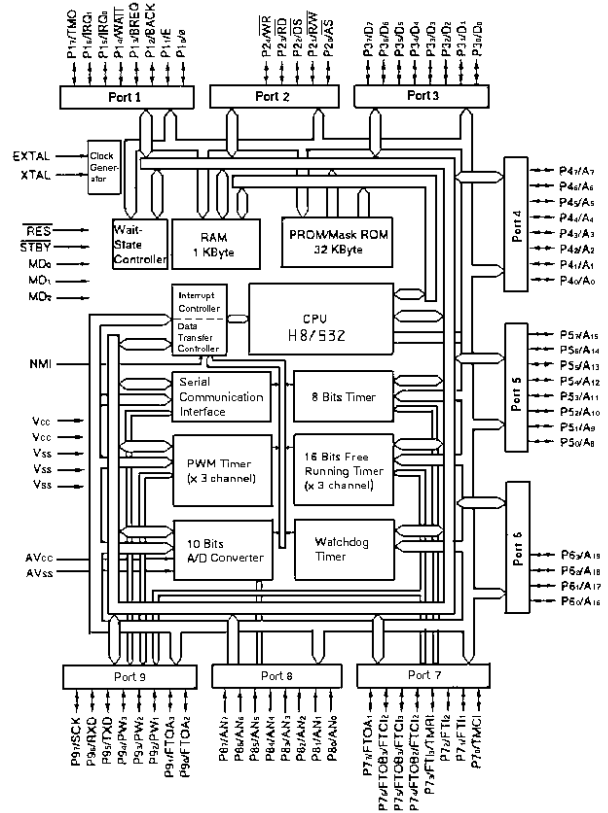 P1₇/TMO
P1₆/IRQ₁
P1₅/IRQ₀
P1₄/WAIT
P1₃/BREQ
P1₂/BACK
P1₁/E
P1₀/ø
P2₄/WR
P2₃/RD
P2₂/DS
P2₁/R/W
P2₀/AS
P3₇/D₇
P3₆/D₆
P3₅/D₅
P3₄/D₄
P3₃/D₃
P3₂/D₂
P3₁/D₁
P3₀/D₀
Port 1
Port 2
Port 3
EXTAL
XTAL
Clock
Gener-
ator
RES
STBY
MD₀
MD₁
MD₂
Wait-
State
Controller
RAM
1 KByte
PROM/Mask ROM
32 KByte
Port 4
P4₇/A₇
P4₆/A₆
P4₅/A₅
P4₄/A₄
P4₃/A₃
P4₂/A₂
P4₁/A₁
P4₀/A₀
Interrupt
Controller
Data
Transfer
Controller
CPU
H8/532
NMI
Serial
Communication
Interface
8 Bits Timer
Port 5
P5₇/A₁₅
P5₆/A₁₄
P5₅/A₁₃
P5₄/A₁₂
P5₃/A₁₁
P5₂/A₁₀
P5₁/A₉
P5₀/A₈
Vcc
Vcc
Vss
Vss
Vss
PWM Timer
(x 3 channel)
16 Bits Free
Running Timer
(x 3 channel)
AVcc
AVss
10 Bits
A/D Converter
Watchdog
Timer
Port 6
P6₃/A₁₉
P6₂/A₁₈
P6₁/A₁₇
P6₀/A₁₆
Port 9
Port 8
Port 7
P9₇/SCK
P9₆/RXD
P9₅/TXD
P9₄/PW₃
P9₃/PW₂
P9₂/PW₁
P9₁/FTOA₃
P9₀/FTOA₂
P8₇/AN₇
P8₆/AN₆
P8₅/AN₅
P8₄/AN₄
P8₃/AN₃
P8₂/AN₂
P8₁/AN₁
P8₀/AN₀
P7₇/FTOA₁
P7₆/FTOB₃/FTCI₂
P7₅/FTOB₃/FTCI₃
P7₄/FTOB₂/FTCI₂
P7₃/FTI₃/TMRI
P7₂/FTI₂
P7₁/FTI₁
P7₀/TMCI